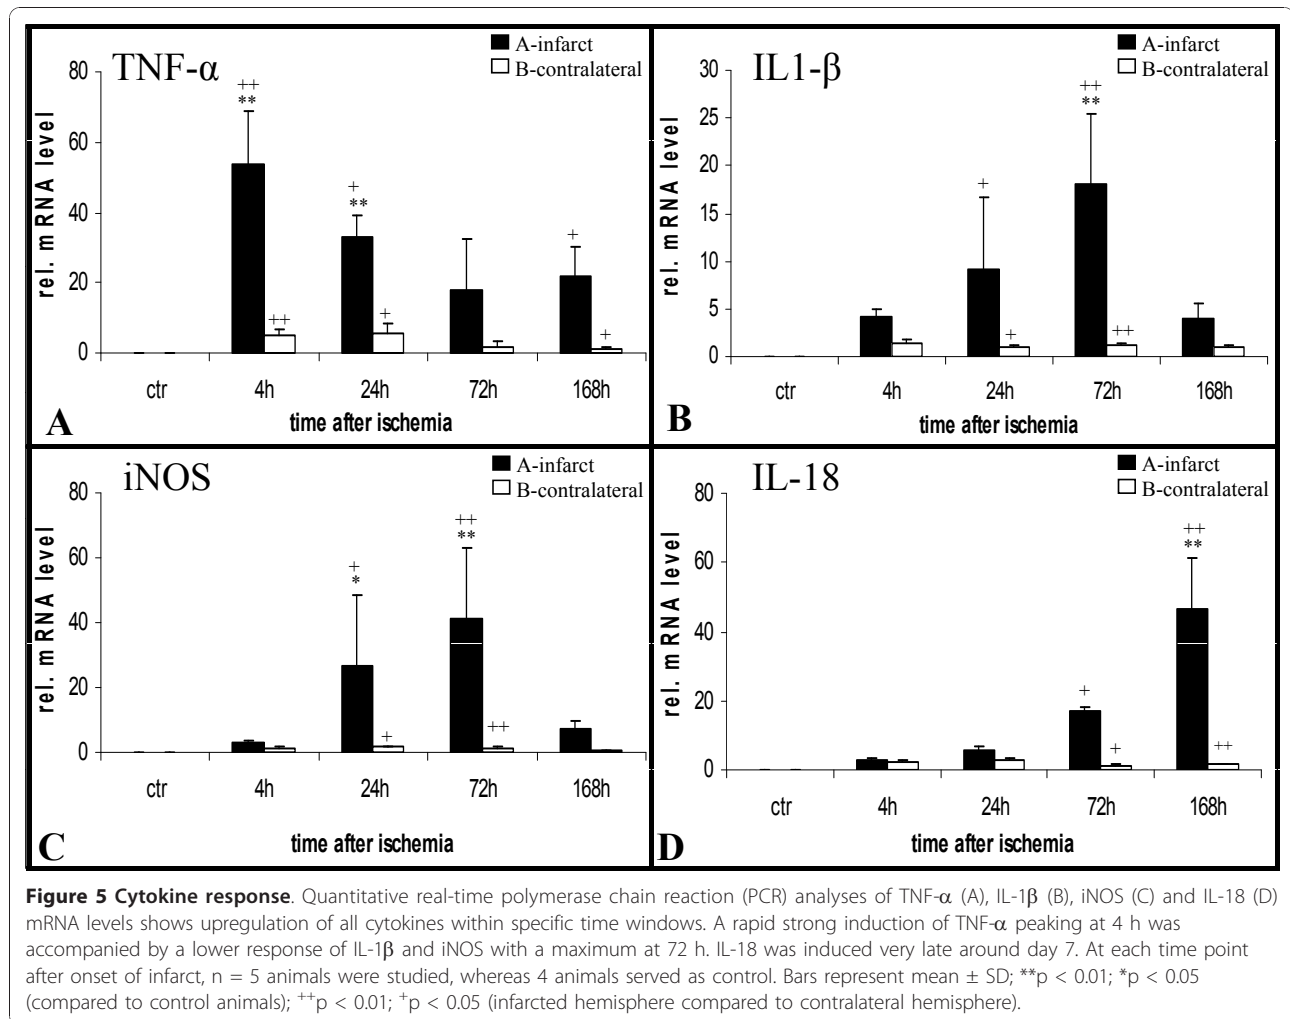 TNF-α
A-infarct
B-contralateral
rel. mRNA level
80
60
40
20
0
++
**
++
+
**
+
+
+
ctr 4h 24h 72h 168h
time after ischemia
A
IL1-β
A-infarct
B-contralateral
rel. mRNA level
30
25
20
15
10
5
0
+
+
++
**
++
ctr 4h 24h 72h 168h
time after ischemia
B
iNOS
A-infarct
B-contralateral
rel. mRNA level
80
60
40
20
0
+
*
+
++
**
++
ctr 4h 24h 72h 168h
time after ischemia
C
IL-18
A-infarct
B-contralateral
rel. mRNA level
80
60
40
20
0
+
+
++
**
++
ctr 4h 24h 72h 168h
time after ischemia
D
Figure 5 Cytokine response. Quantitative real-time polymerase chain reaction (PCR) analyses of TNF-α (A), IL-1β (B), iNOS (C) and IL-18 (D)
mRNA levels shows upregulation of all cytokines within specific time windows. A rapid strong induction of TNF-α peaking at 4 h was
accompanied by a lower response of IL-1β and iNOS with a maximum at 72 h. IL-18 was induced very late around day 7. At each time point
after onset of infarct, n = 5 animals were studied, whereas 4 animals served as control. Bars represent mean ± SD; **p < 0.01; *p < 0.05
(compared to control animals); ++p < 0.01; +p < 0.05 (infarcted hemisphere compared to contralateral hemisphere).